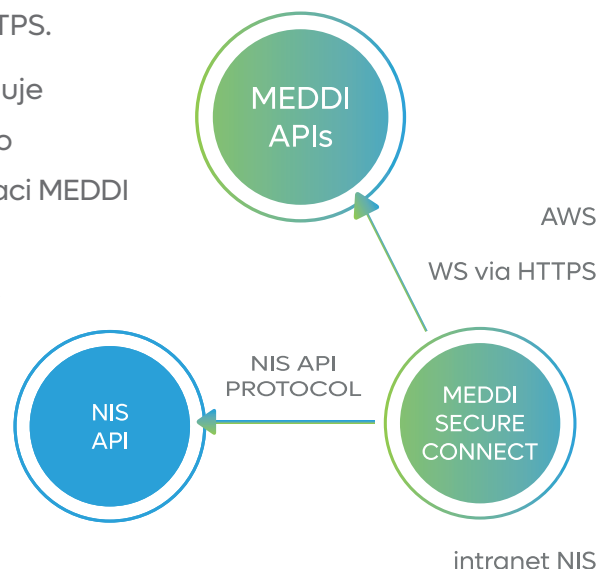 TPS.
uje
o
aci MEDDI
MEDDI
APIs
AWS
WS via HTTPS
NIS API
PROTOCOL
NIS
API
MEDDI
SECURE
CONNECT
intranet NIS